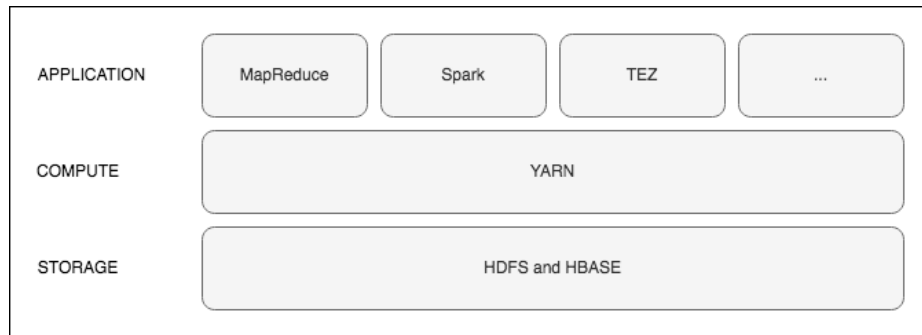 APPLICATION MapReduce Spark TEZ ...
COMPUTE YARN
STORAGE HDFS and HBASE